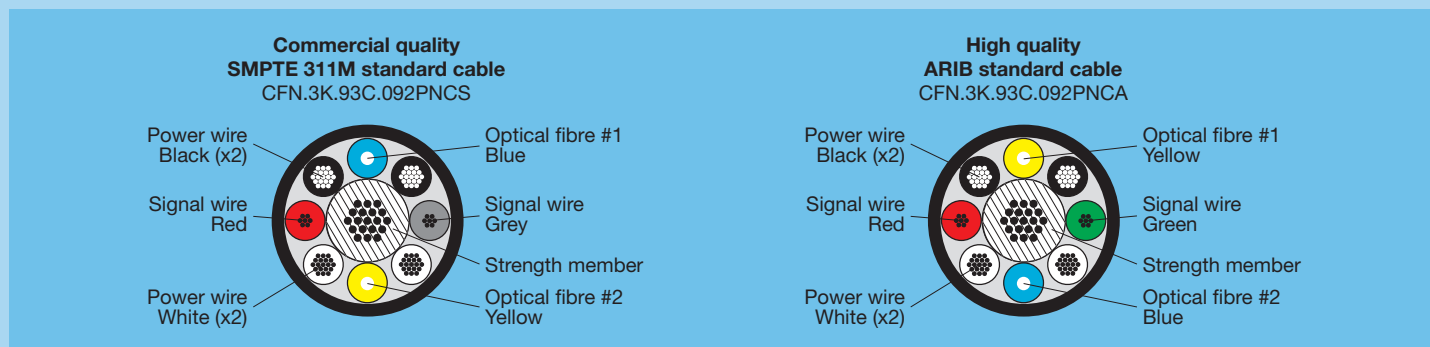 Commercial quality
SMPTE 311M standard cable
CFN.3K.93C.092PNCS
Power wire
Black (x2)
Optical fibre #1
Blue
Signal wire
Red
Signal wire
Grey
Strength member
Power wire
White (x2)
Optical fibre #2
Yellow
High quality
ARIB standard cable
CFN.3K.93C.092PNCA
Power wire
Black (x2)
Optical fibre #1
Yellow
Signal wire
Red
Signal wire
Green
Strength member
Power wire
White (x2)
Optical fibre #2
Blue